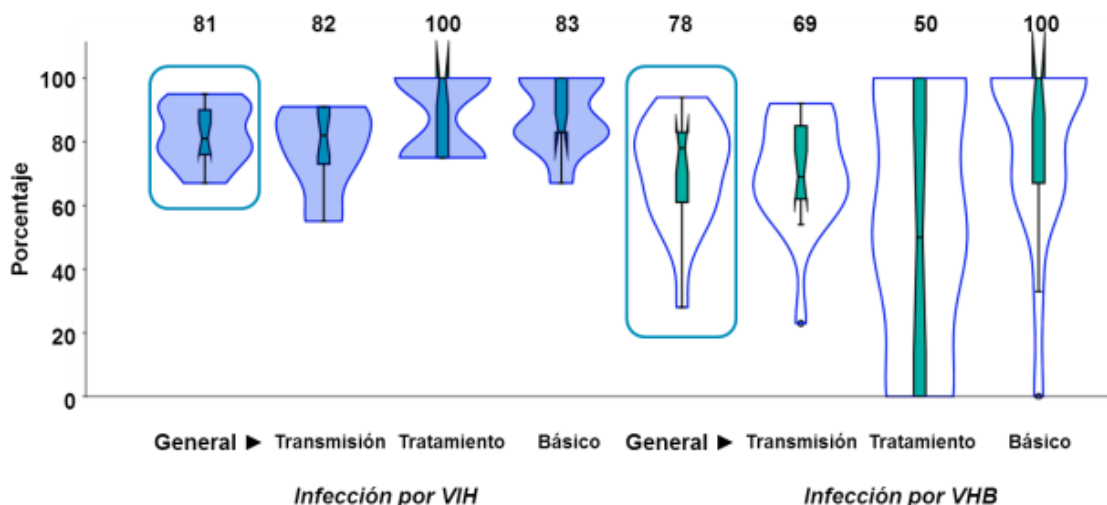 81 82 100 83 78 69 50 100
Porcentaje
100
80
60
40
20
0
General ► Transmisión Tratamiento Básico General ► Transmisión Tratamiento Básico
Infección por VIH Infección por VHB